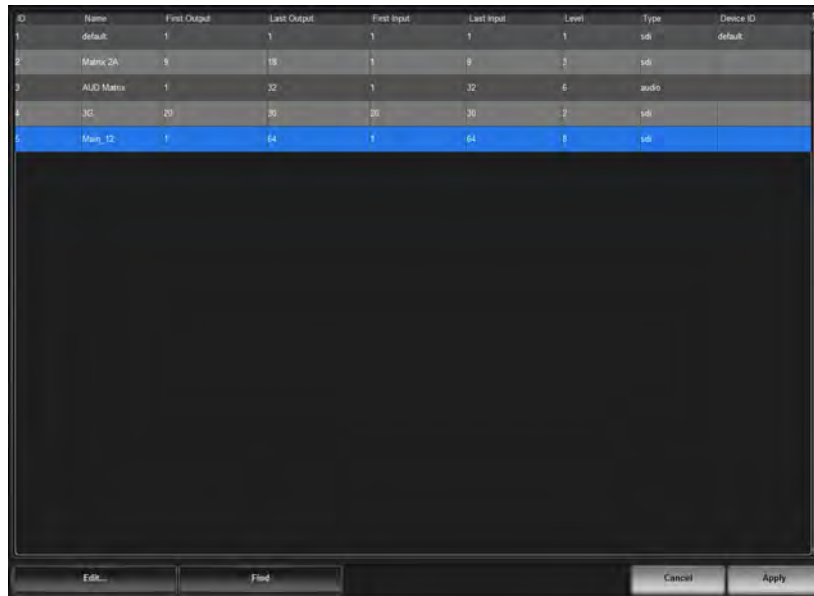 ID Name First Output Last Output First Input Last Input Level Type Device ID
1 default 1 1 1 1 1 sdi default
2 Matrix 2A 9 18 1 9 3 sdi
3 AUD Matrix 1 32 1 32 6 audio
4 3G 20 30 20 30 2 sdi
5 Main_12 1 64 1 64 8 sdi
Edit... Find Cancel Apply